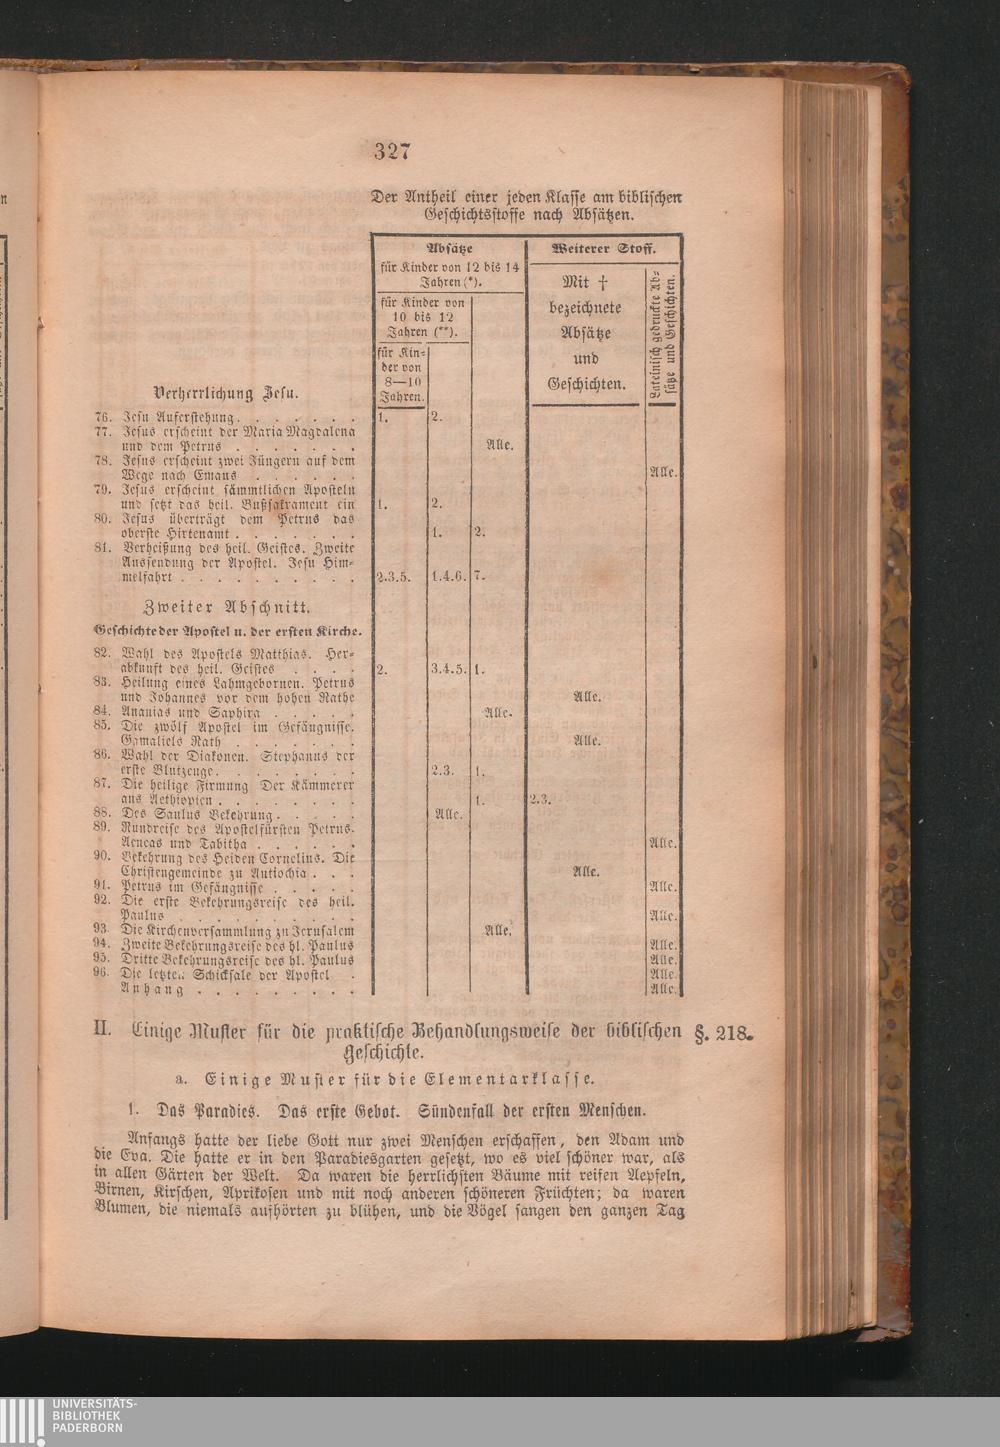 327
Der Antheil einer jeden Klasse am biblischen
Geschichtsstoffe nach Absätzen.
Absätze
für Kinder von 12 bis 14
Jahren (*).
für Kinder von
10 bis 12
Jahren (**).
für Kin-
der von
8—10
Jahren.
Weiterer Stoff.
Mit †
bezeichnete
Absätze
und
Geschichten.
Lateinisch gedruckte Ab-
sätze und Geschichten.
Verherrlichung Jesu.
76. Jesu Auferstehung. 1. 2.
77. Jesus erscheint der Maria Magdalena
und dem Petrus Alle.
78. Jesus erscheint zwei Jüngern auf dem
Wege nach Emaus Alle.
79. Jesus erscheint sämmtlichen Aposteln
und setzt das heil. Bußsakrament ein 1. 2.
80. Jesus überträgt dem Petrus das
oberste Hirtenamt 1. 2.
81. Verheißung des heil. Geistes. Zweite
Aussendung der Apostel. Jesu Him-
melfahrt 2.3.5. 1.4.6. 7.
Zweiter Abschnitt.
Geschichte der Apostel u. der ersten Kirche.
82. Wahl des Apostels Matthias. Her-
abkunft des heil. Geistes 2. 3.4.5. 1.
83. Heilung eines Lahmgebornen. Petrus
und Johannes vor dem hohen Rathe Alle.
84. Ananias und Saphira Alle.
85. Die zwölf Apostel im Gefängnisse.
Gamaliels Rath Alle.
86. Wahl der Diakonen. Stephanus der
erste Blutzeuge. 2.3. 1.
87. Die heilige Firmung Der Kämmerer
aus Aethiopien 1. 2.3.
88. Des Saulus Bekehrung. Alle.
89. Rundreise des Apostelfürsten Petrus.
Aeneas und Tabitha Alle.
90. Bekehrung des Heiden Cornelius. Die
Christengemeinde zu Antiochia Alle.
91. Petrus im Gefängnisse Alle.
92. Die erste Bekehrungsreise des heil.
Paulus Alle.
93. Die Kirchenversammlung zu Jerusalem Alle.
94. Zweite Bekehrungsreise des hl. Paulus Alle.
95. Dritte Bekehrungsreise des hl. Paulus Alle.
96. Die letzten Schicksale der Apostel Alle.
Anhang Alle.
II. Einige Muster für die praktische Behandlungsweise der biblischen §. 218.
Geschichte.
a. Einige Muster für die Elementarklasse.
1. Das Paradies. Das erste Gebot. Sündenfall der ersten Menschen.
Anfangs hatte der liebe Gott nur zwei Menschen erschaffen, den Adam und
die Eva. Die hatte er in den Paradiesgarten gesetzt, wo es viel schöner war, als
in allen Gärten der Welt. Da waren die herrlichsten Bäume mit reifen Aepfeln,
Birnen, Kirschen, Aprikosen und mit noch anderen schöneren Früchten; da waren
Blumen, die niemals aufhörten zu blühen, und die Vögel sangen den ganzen Tag
UNIVERSITÄTS-
BIBLIOTHEK
PADERBORN